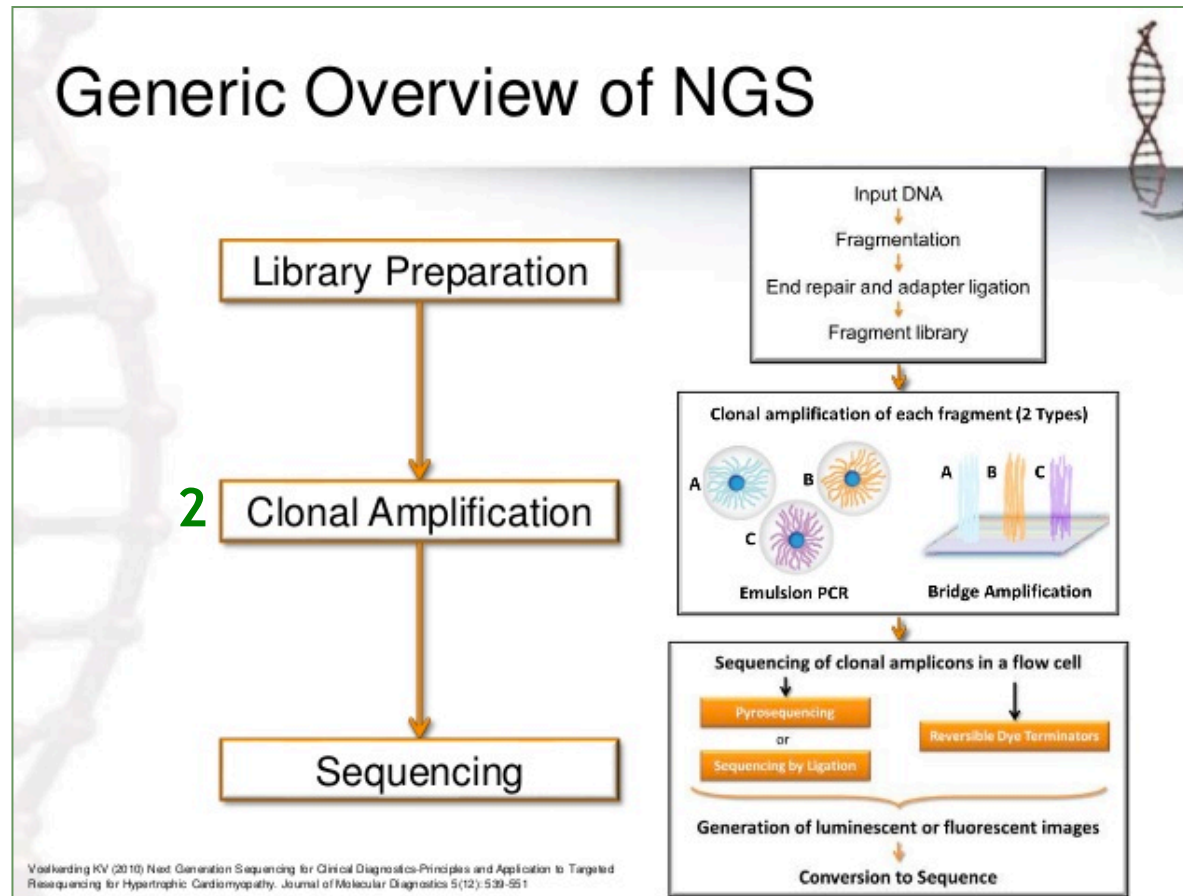 Generic Overview of NGS
Library Preparation
2
Clonal Amplification
Sequencing
Input DNA
Fragmentation
End repair and adapter ligation
Fragment library
Clonal amplification of each fragment (2 Types)
A
B
C
Emulsion PCR
A B C
Bridge Amplification
Sequencing of clonal amplicons in a flow cell
Pyrosequencing
or
Sequencing by Ligation
Reversible Dye Terminators
Generation of luminescent or fluorescent images
Conversion to Sequence
Voelkerding KV (2010) Next Generation Sequencing for Clinical Diagnostics-Principles and Application to Targeted
Resequencing for Hypertrophic Cardiomyopathy. Journal of Molecular Diagnostics 5(12): 539-551